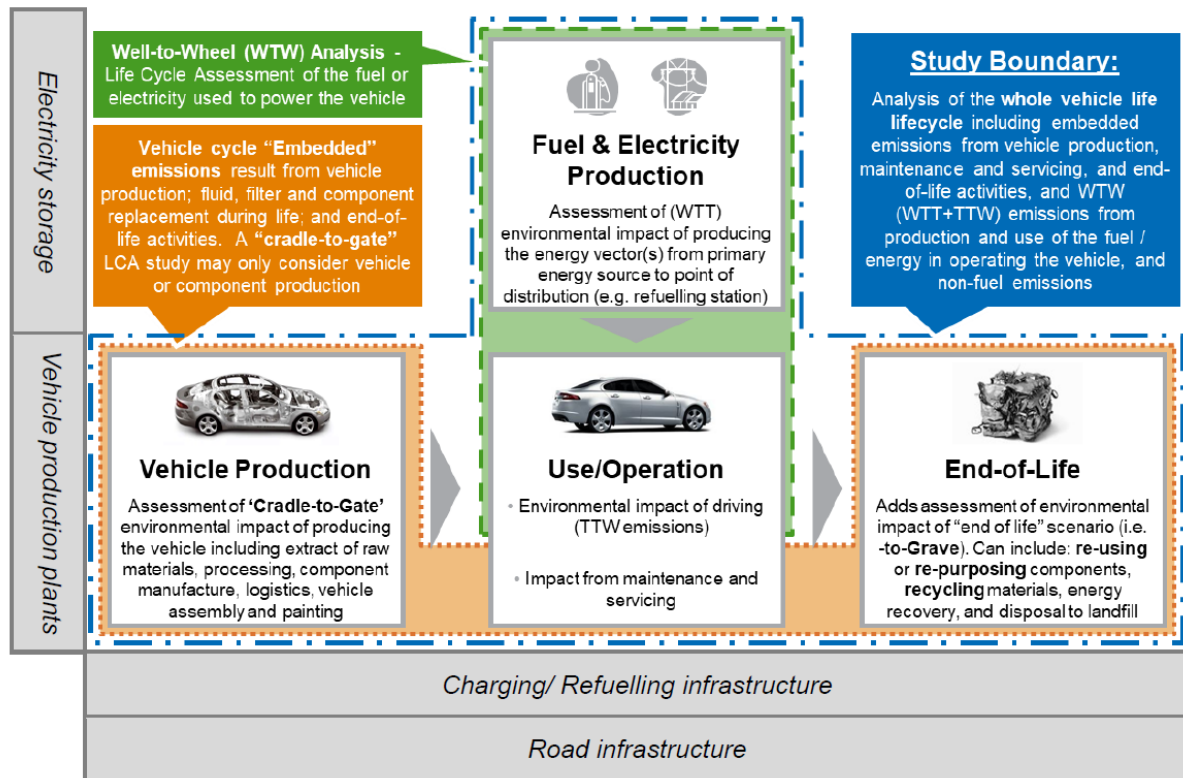 Electricity storage
Vehicle production plants
Well-to-Wheel (WTW) Analysis -
Life Cycle Assessment of the fuel or
electricity used to power the vehicle
Vehicle cycle “Embedded”
emissions result from vehicle
production; fluid, filter and component
replacement during life; and end-of-
life activities. A “cradle-to-gate”
LCA study may only consider vehicle
or component production
Fuel & Electricity
Production
Assessment of (WTT)
environmental impact of producing
the energy vector(s) from primary
energy source to point of
distribution (e.g. refuelling station)
Study Boundary:
Analysis of the whole vehicle life
lifecycle including embedded
emissions from vehicle production,
maintenance and servicing, and end-
of-life activities, and WTW
(WTT+TTW) emissions from
production and use of the fuel /
energy in operating the vehicle, and
non-fuel emissions
Vehicle Production
Assessment of ‘Cradle-to-Gate’
environmental impact of producing
the vehicle including extract of raw
materials, processing, component
manufacture, logistics, vehicle
assembly and painting
Use/Operation
• Environmental impact of driving
(TTW emissions)
• Impact from maintenance and
servicing
End-of-Life
Adds assessment of environmental
impact of “end of life” scenario (i.e.
-to-Grave). Can include: re-using
or re-purposing components,
recycling materials, energy
recovery, and disposal to landfill
Charging/ Refuelling infrastructure
Road infrastructure